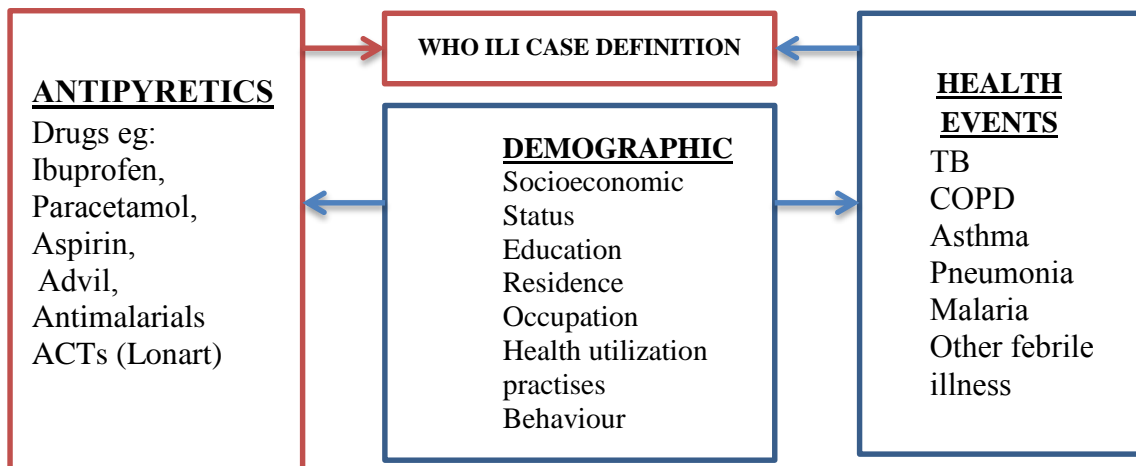 WHO ILI CASE DEFINITION
ANTIPYRETICS
Drugs eg:
Ibuprofen,
Paracetamol,
Aspirin,
Advil,
Antimalarials
ACTs (Lonart)
DEMOGRAPHIC
Socioeconomic
Status
Education
Residence
Occupation
Health utilization
practises
Behaviour
HEALTH
EVENTS
TB
COPD
Asthma
Pneumonia
Malaria
Other febrile
illness